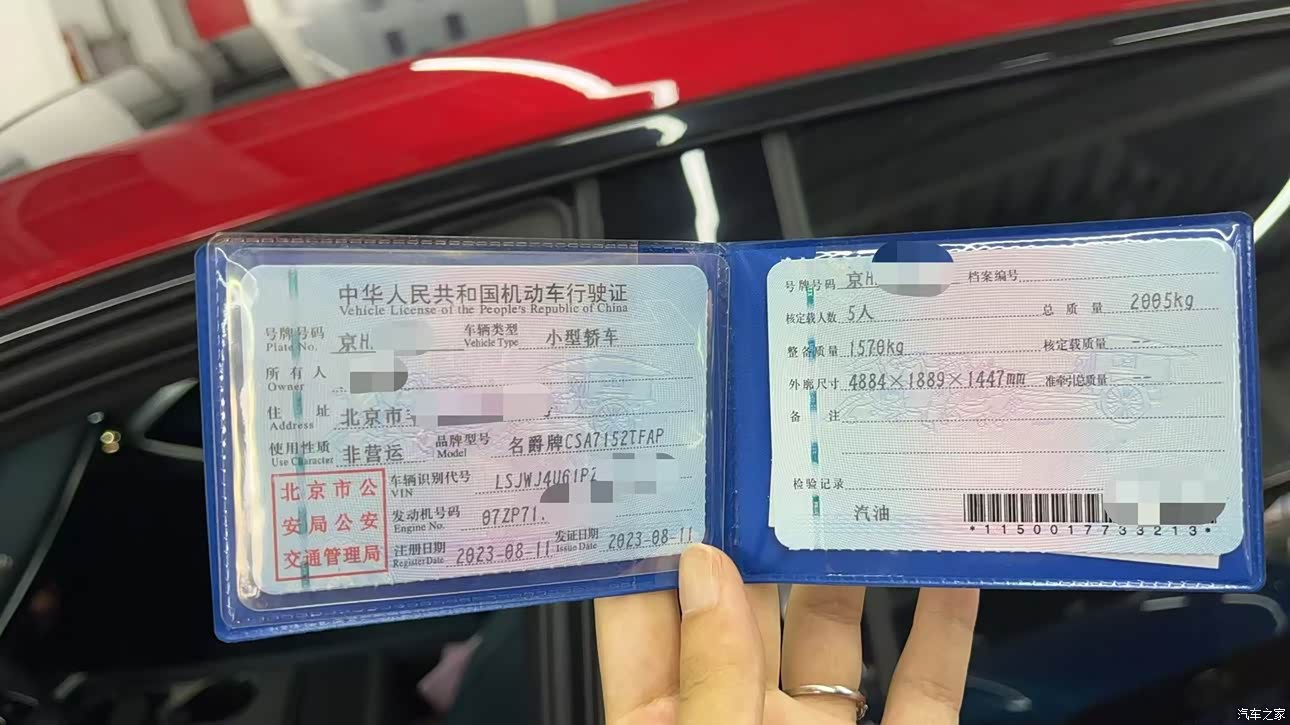 中华人民共和国机动车行驶证
Vehicle License of the People's Republic of China
号牌号码 京H. 车辆类型 小型轿车
Plate No. Vehicle Type
所有人
Owner
住 址 北京市
Address
使用性质 非营运 品牌型号 名爵牌CSA7152TFAP
Use Character Model
车辆识别代号 LSJWJ4U61PZ
VIN
发动机号码 07ZP71.
Engine No.
注册日期 2023-08-11 发证日期 2023-08-11
Register Date Issue Date
北京市公
安局公安
交通管理局
号牌号码 京H. 档案编号
核定载人数 5人 总质量 2005kg
整备质量 1570kg 核定载质量 --
外廓尺寸 4884×1889×1447mm 准牵引总质量 --
备 注
检验记录
汽油
*1150017733213*
汽车之家